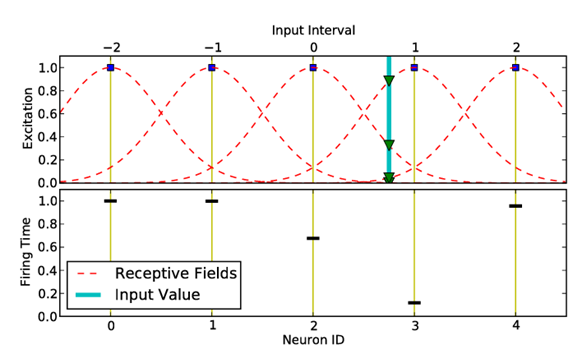 Input Interval
−2 −1 0 1 2
Excitation
1.0
0.8
0.6
0.4
0.2
0.0
Firing Time
1.0
0.8
0.6
0.4
0.2
0.0
Receptive Fields
Input Value
0 1 2 3 4
Neuron ID